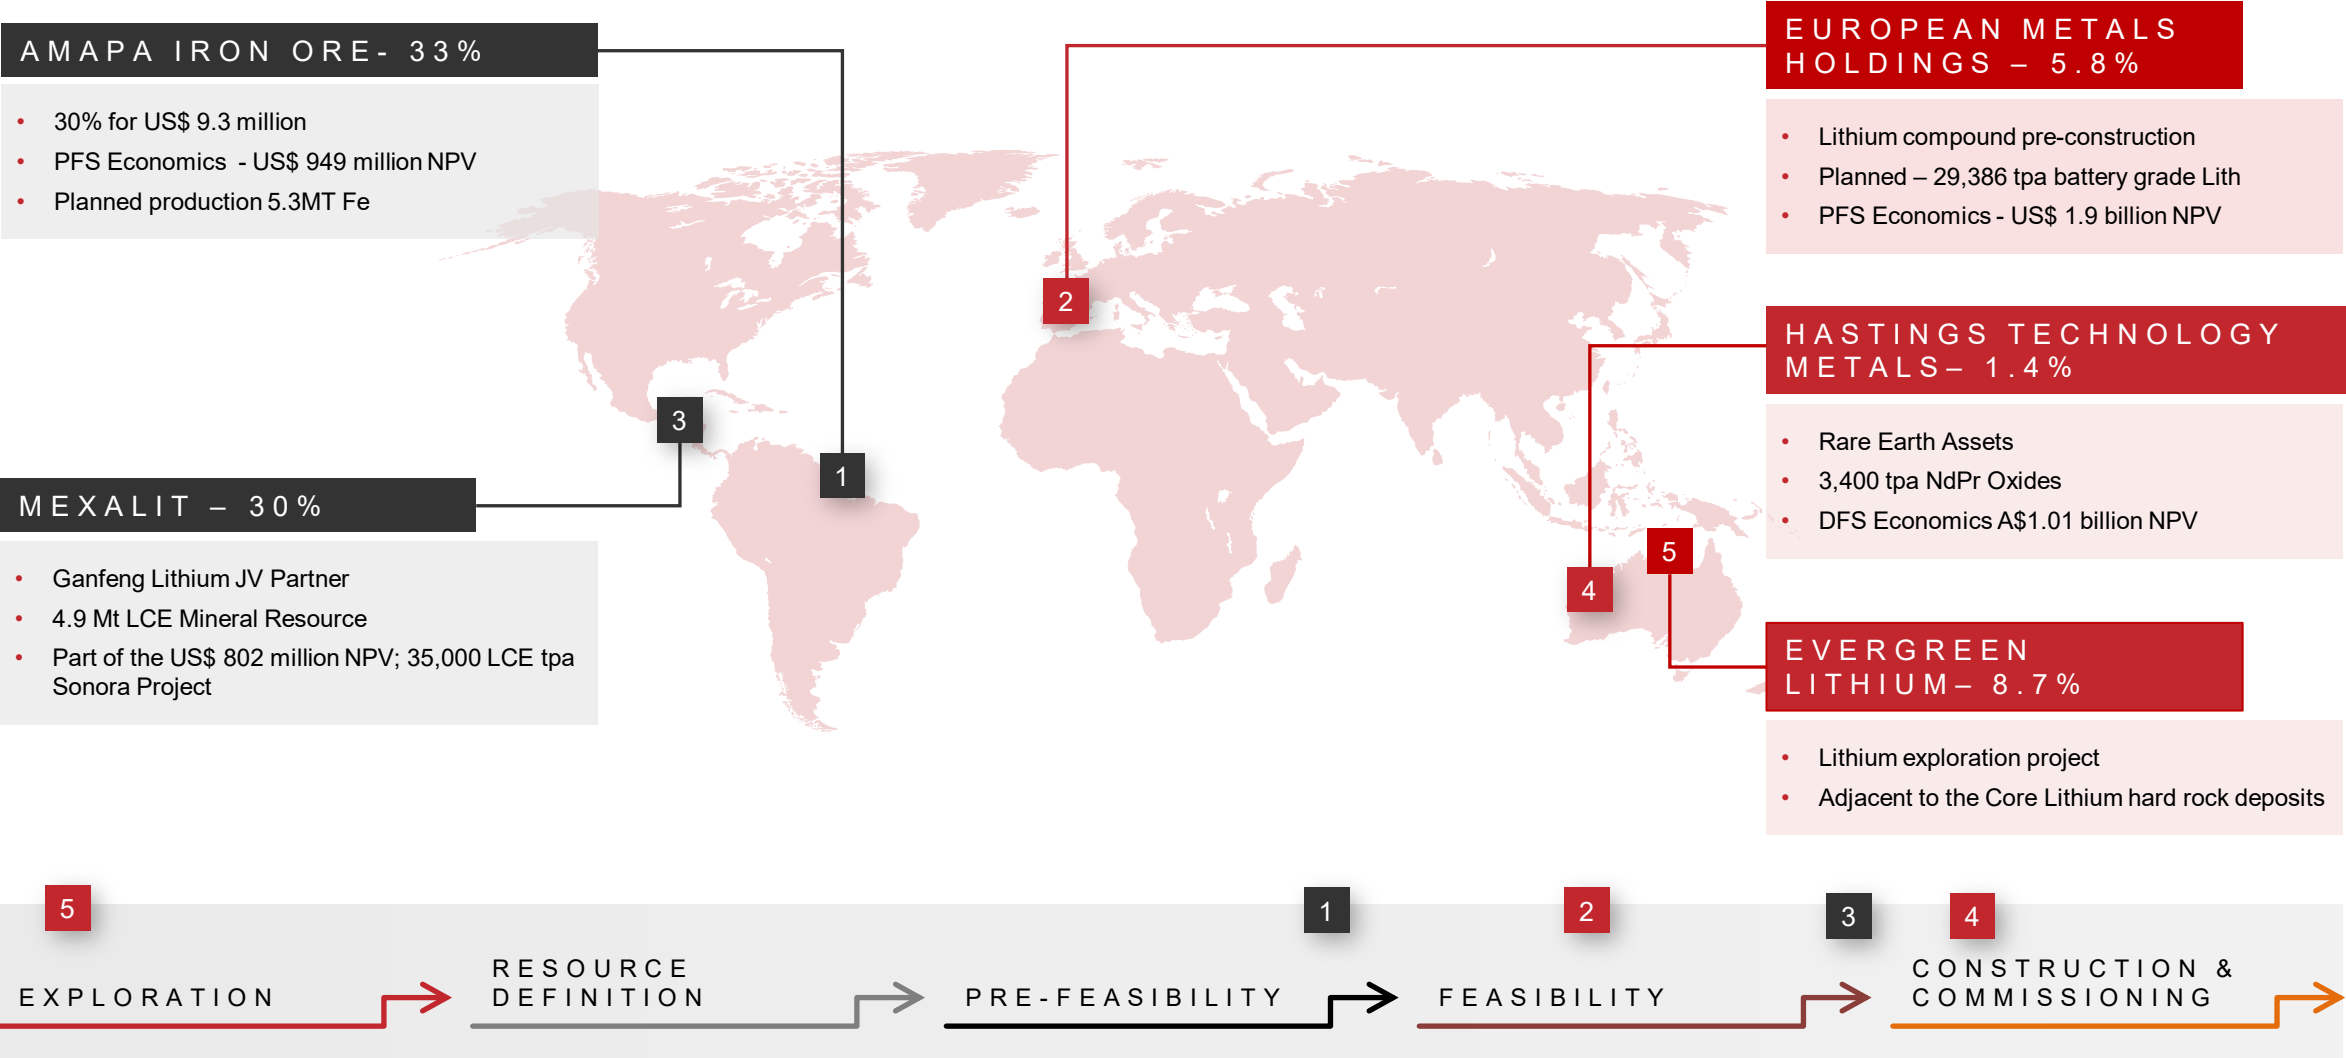 AMAPA IRON ORE- 33%
• 30% for US$ 9.3 million
• PFS Economics - US$ 949 million NPV
• Planned production 5.3MT Fe
MEXALIT – 30%
• Ganfeng Lithium JV Partner
• 4.9 Mt LCE Mineral Resource
• Part of the US$ 802 million NPV; 35,000 LCE tpa
Sonora Project
3
1
2
4
5
EUROPEAN METALS
HOLDINGS – 5.8%
• Lithium compound pre-construction
• Planned – 29,386 tpa battery grade Lith
• PFS Economics - US$ 1.9 billion NPV
HASTINGS TECHNOLOGY
METALS– 1.4%
• Rare Earth Assets
• 3,400 tpa NdPr Oxides
• DFS Economics A$1.01 billion NPV
EVERGREEN
LITHIUM– 8.7%
• Lithium exploration project
• Adjacent to the Core Lithium hard rock deposits
5
1
2
3
4
EXPLORATION
RESOURCE
DEFINITION
PRE-FEASIBILITY
FEASIBILITY
CONSTRUCTION &
COMMISSIONING